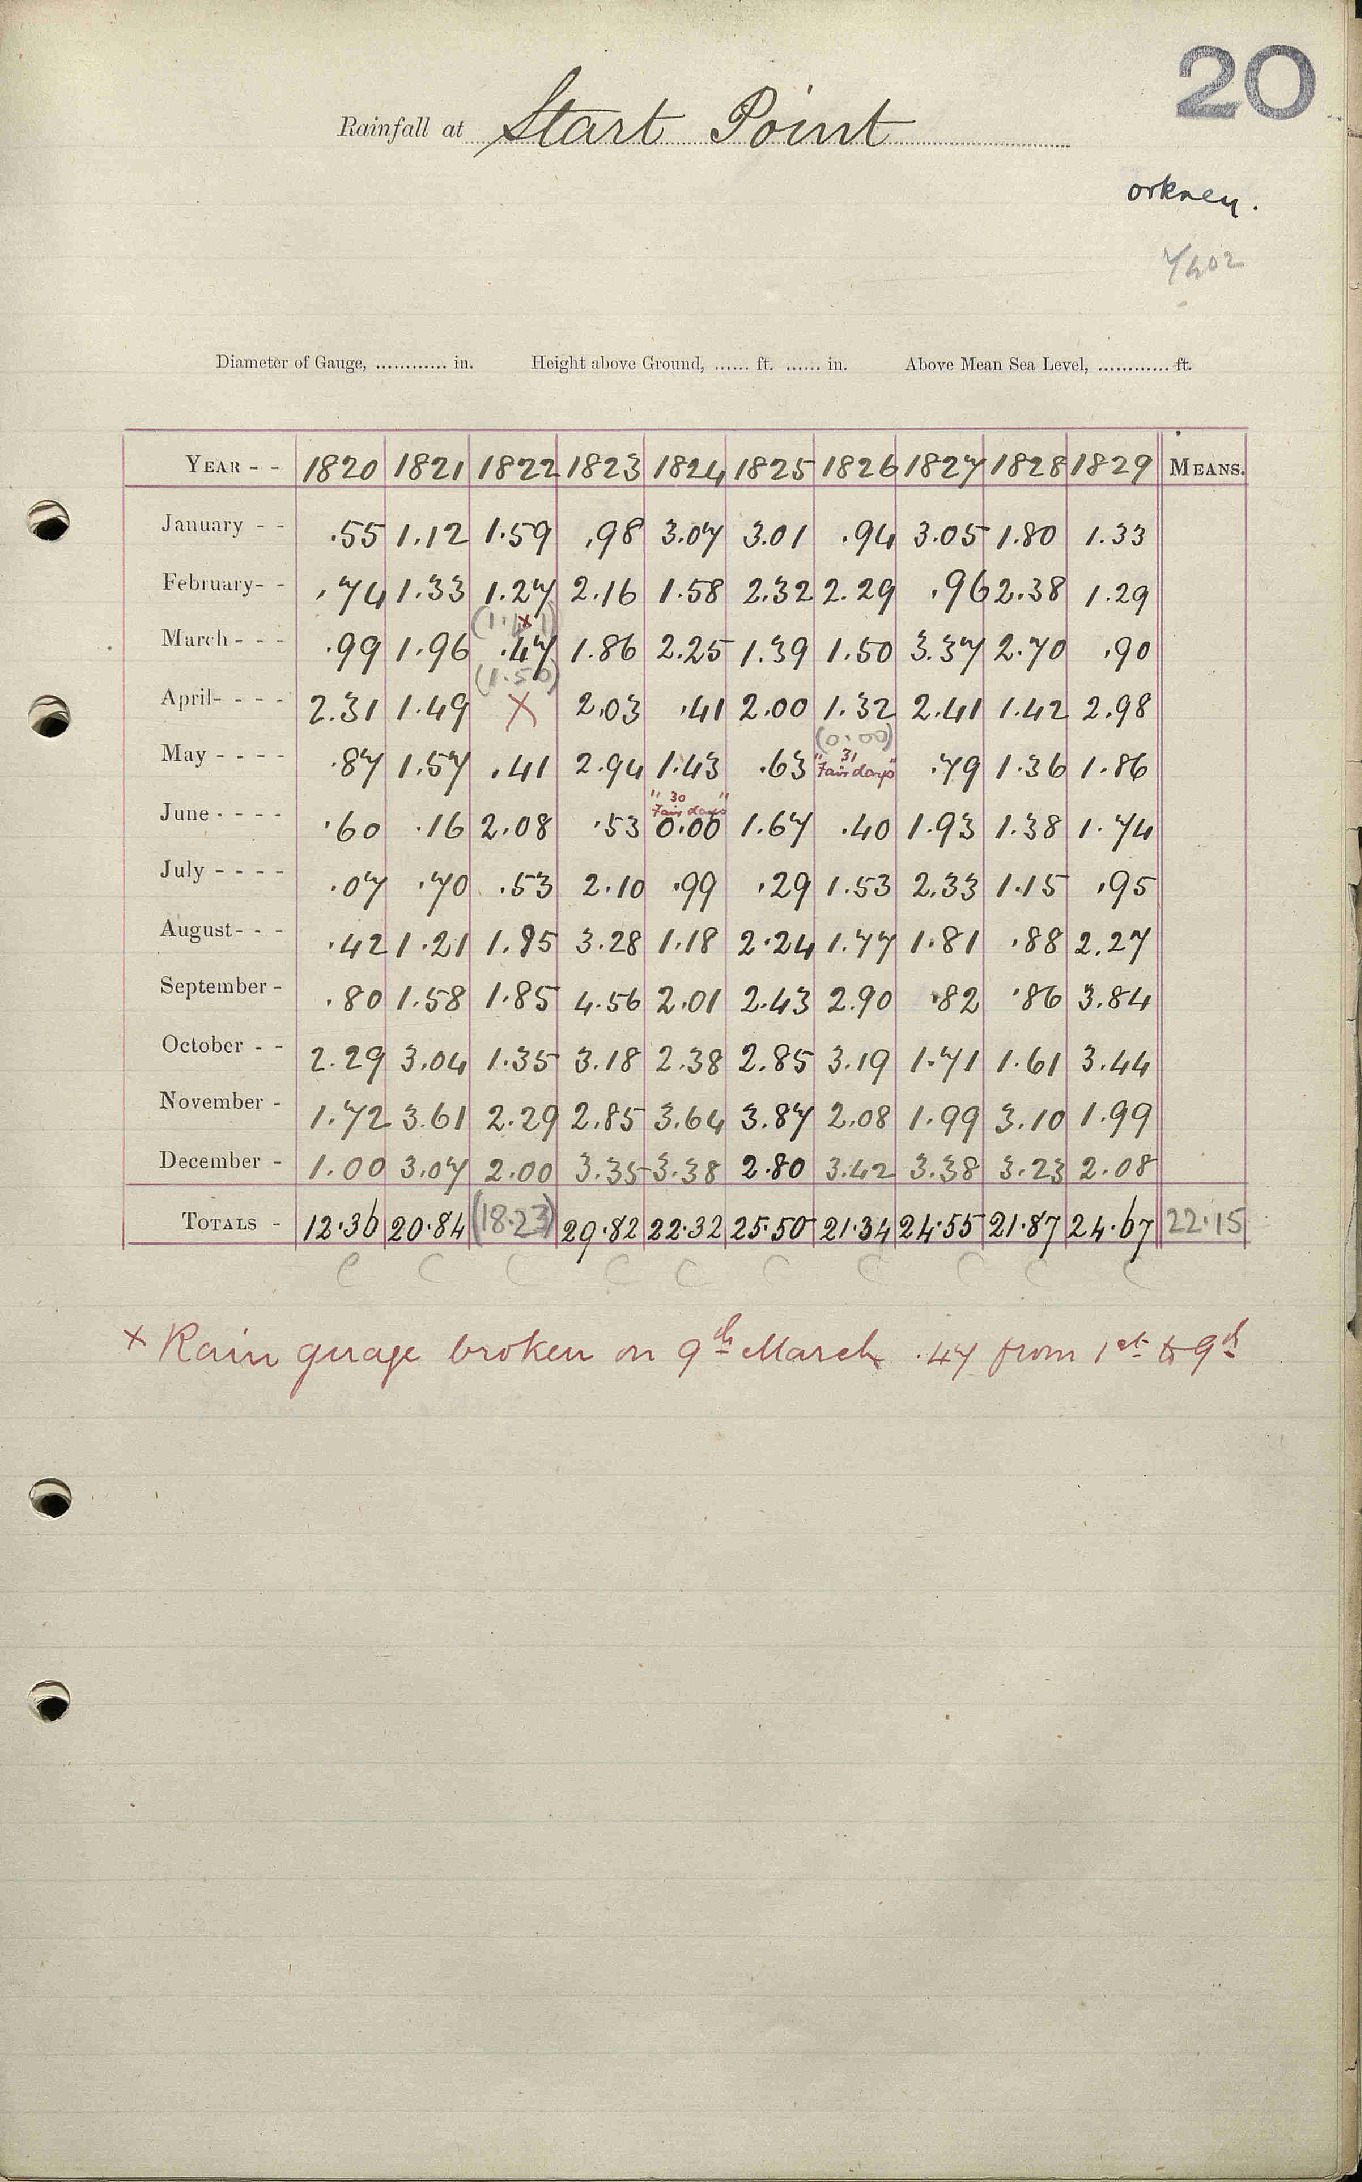 20
Rainfall at Start Point
Orkney.
Diameter of Gauge, ............ in. Height above Ground, ...... ft. ...... in. Above Mean Sea Level, ............ ft.
YEAR - - 1820 1821 1822 1823 1824 1825 1826 1827 1828 1829 MEANS.
January - - .55 1.12 1.59 .98 3.07 3.01 .94 3.05 1.80 1.33
February- - .74 1.33 1.27 2.16 1.58 2.32 2.29 .96 2.38 1.29
March - - - .99 1.96 x .47 1.86 2.25 1.39 1.50 3.37 2.70 .90
(1.50)
April- - - - 2.31 1.49 X 2.03 .41 2.00 1.32 2.41 1.42 2.98
(0.00)
May - - - - .87 1.57 .41 2.94 1.43 .63 "31 Fair days" .79 1.36 1.86
"30 Fair days"
June - - - - .60 .16 2.08 .53 0.00 1.67 .40 1.93 1.38 1.74
July - - - - .07 .70 .53 2.10 .99 .29 1.53 2.33 1.15 .95
August- - - .42 1.21 1.85 3.28 1.18 2.24 1.77 1.81 .88 2.27
September - .80 1.58 1.85 4.56 2.01 2.43 2.90 .82 .86 3.84
October - - 2.29 3.04 1.35 3.18 2.38 2.85 3.19 1.71 1.61 3.44
November - 1.72 3.61 2.29 2.85 3.64 3.87 2.08 1.99 3.10 1.99
December - 1.00 3.07 2.00 3.35 3.38 2.80 3.42 3.38 3.23 2.08
TOTALS - 12.36 20.84 (18.23) 29.82 22.32 25.50 21.34 24.55 21.87 24.67 22.15
C C C C C C C C C C
x Rain guage broken on 9th March .47 from 1st to 9th